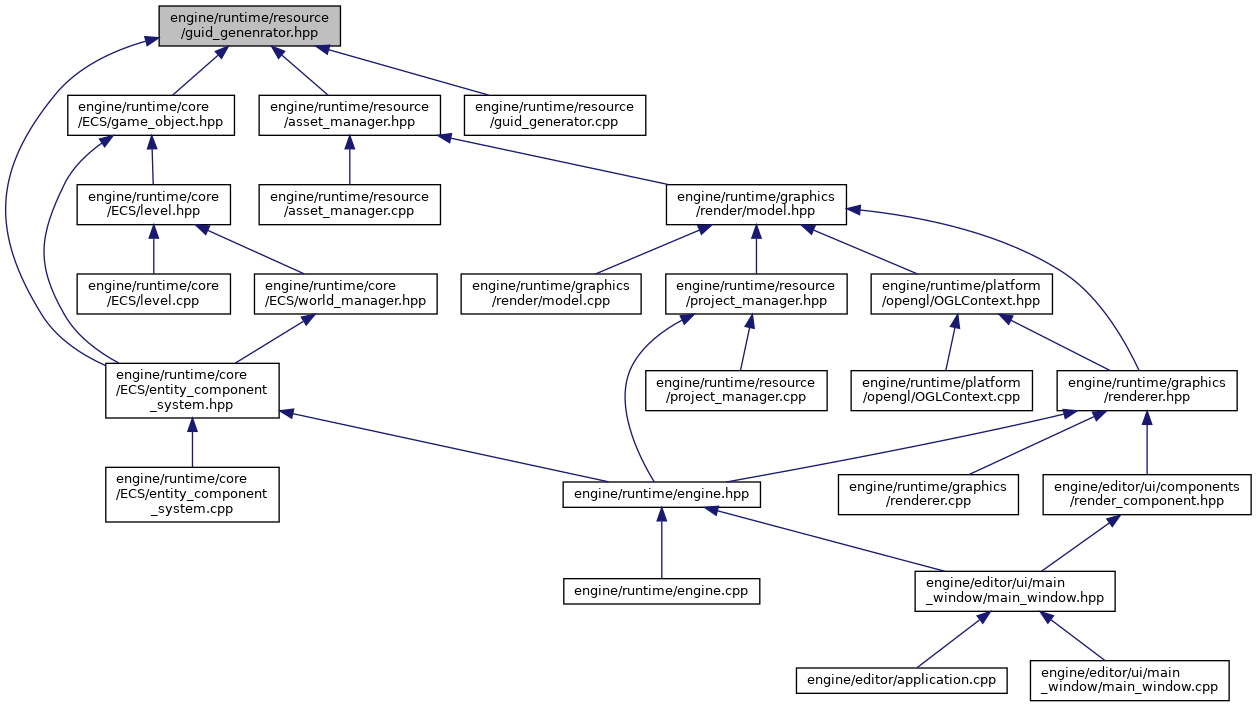 engine/runtime/resource
/guid_genenrator.hpp
engine/runtime/core
/ECS/game_object.hpp
engine/runtime/resource
/asset_manager.hpp
engine/runtime/resource
/guid_generator.cpp
engine/runtime/core
/ECS/level.hpp
engine/runtime/resource
/asset_manager.cpp
engine/runtime/graphics
/render/model.hpp
engine/runtime/core
/ECS/level.cpp
engine/runtime/core
/ECS/world_manager.hpp
engine/runtime/graphics
/render/model.cpp
engine/runtime/resource
/project_manager.hpp
engine/runtime/platform
/opengl/OGLContext.hpp
engine/runtime/core
/ECS/entity_component
_system.hpp
engine/runtime/resource
/project_manager.cpp
engine/runtime/platform
/opengl/OGLContext.cpp
engine/runtime/graphics
/renderer.hpp
engine/runtime/core
/ECS/entity_component
_system.cpp
engine/runtime/engine.hpp
engine/runtime/graphics
/renderer.cpp
engine/editor/ui/components
/render_component.hpp
engine/runtime/engine.cpp
engine/editor/ui/main
_window/main_window.hpp
engine/editor/application.cpp
engine/editor/ui/main
_window/main_window.cpp